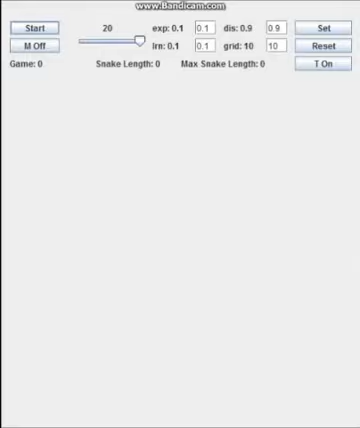 www.Bandicam.com
Start 20 exp: 0.1 0.1 dis: 0.9 0.9 Set
M Off lrn: 0.1 0.1 grid: 10 10 Reset
Game: 0 Snake Length: 0 Max Snake Length: 0 T On